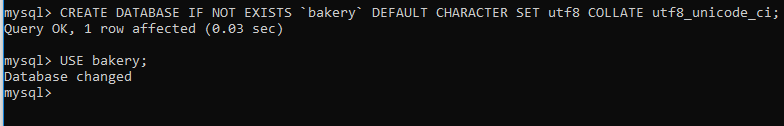 mysql> CREATE DATABASE IF NOT EXISTS `bakery` DEFAULT CHARACTER SET utf8 COLLATE utf8_unicode_ci;
Query OK, 1 row affected (0.03 sec)
mysql> USE bakery;
Database changed
mysql>